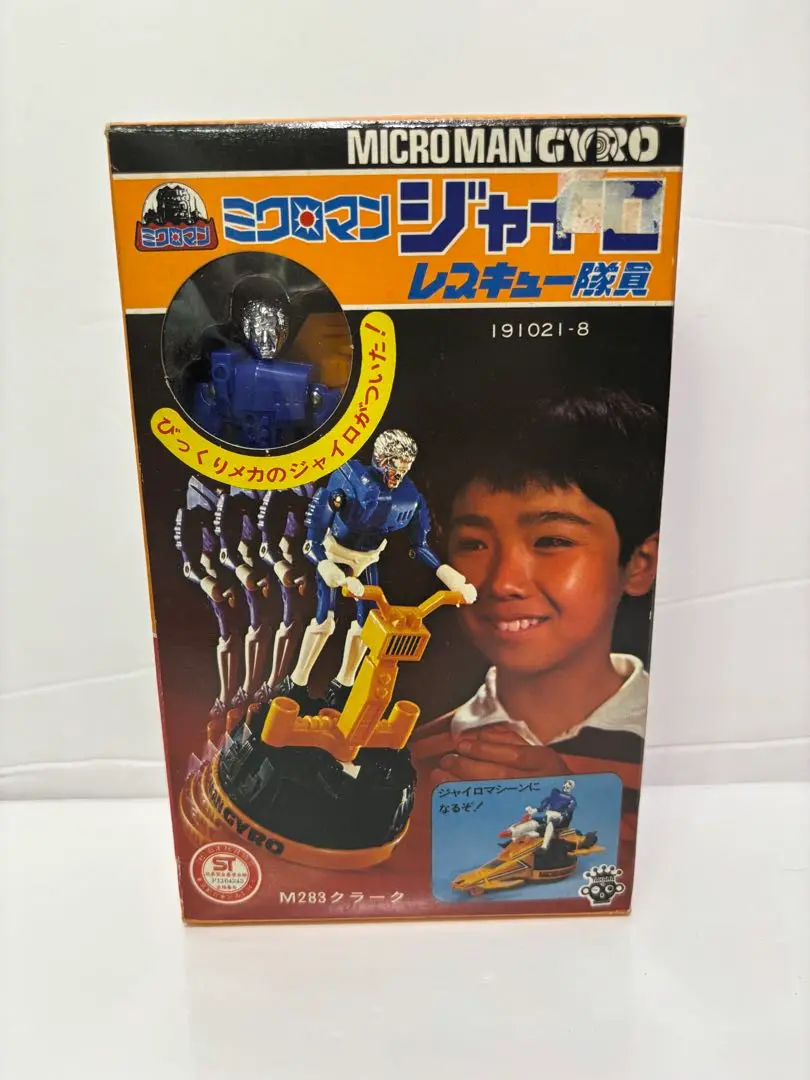 MICROMAN GYRO
ミクロマン
ミクロマン ジャイロ
レスキュー隊員
191021-8
びっくりメカのジャイロがついた!
GYRO
ジャイロマシーンに
なるぞ!
ST
M283クラーク